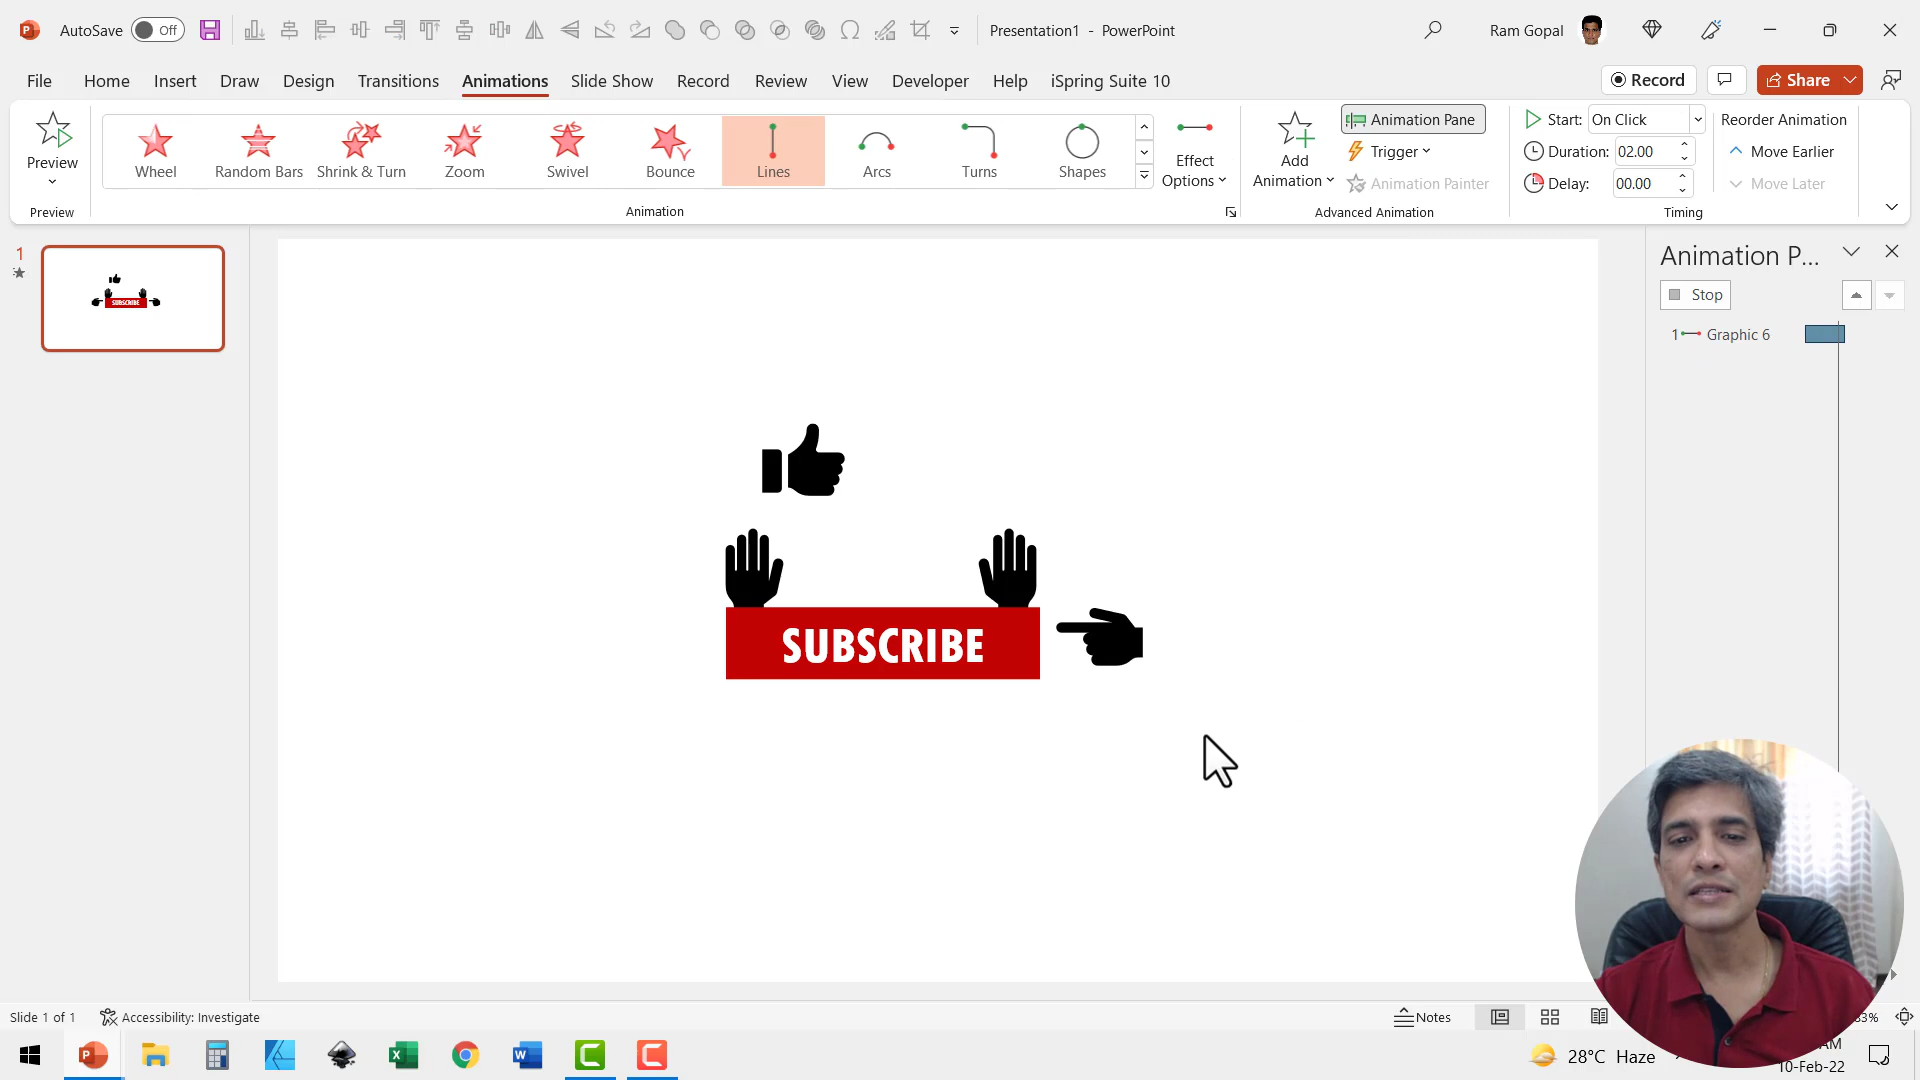 AutoSave Off Presentation1 - PowerPoint Ram Gopal
File Home Insert Draw Design Transitions Animations Slide Show Record Review View Developer Help iSpring Suite 10 Record Share
Preview
Preview
Wheel Random Bars Shrink & Turn Zoom Swivel Bounce Lines Arcs Turns Shapes
Animation
Effect
Options
Add
Animation
Animation Pane
Trigger
Animation Painter
Advanced Animation
Start: On Click
Duration: 02.00
Delay: 00.00
Reorder Animation
Move Earlier
Move Later
Timing
1
SUBSCRIBE
SUBSCRIBE
Animation P...
Stop
1 Graphic 6
Slide 1 of 1 Accessibility: Investigate Notes
28°C Haze
AM
10-Feb-22